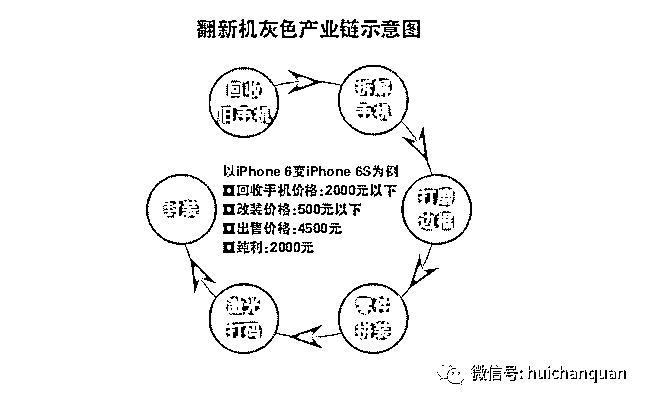 翻新机灰色产业链示意图
回收
旧手机
拆解
手机
打磨
边框
零件
拼装
激光
打码
封装
以iPhone 6变iPhone 6S为例
回收手机价格:2000元以下
改装价格:500元以下
出售价格:4500元
纯利:2000元
微信号: huichanquan